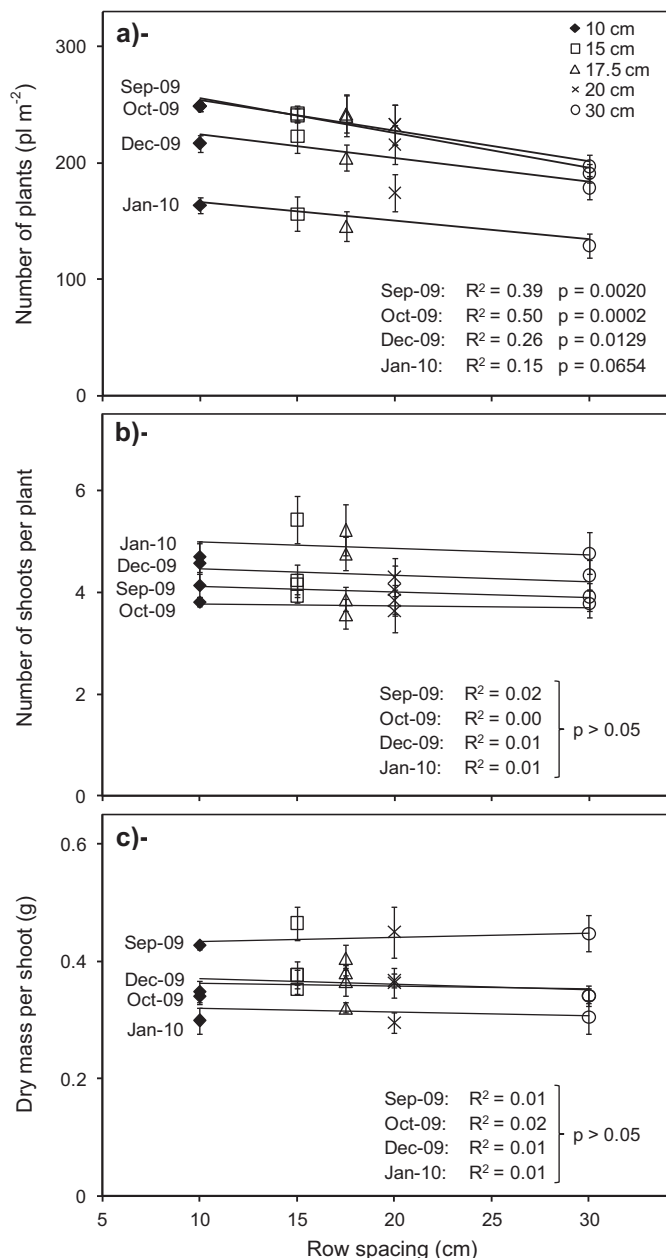 a)-
10 cm
15 cm
17.5 cm
20 cm
30 cm
Number of plants (pl m⁻²)
300
200
100
0
Sep-09
Oct-09
Dec-09
Jan-10
Sep-09: R² = 0.39 p = 0.0020
Oct-09: R² = 0.50 p = 0.0002
Dec-09: R² = 0.26 p = 0.0129
Jan-10: R² = 0.15 p = 0.0654
b)-
Number of shoots per plant
6
4
2
0
Jan-10
Dec-09
Sep-09
Oct-09
Sep-09: R² = 0.02
Oct-09: R² = 0.00
Dec-09: R² = 0.01
Jan-10: R² = 0.01
p > 0.05
c)-
Dry mass per shoot (g)
0.6
0.4
0.2
0
Sep-09
Dec-09
Oct-09
Jan-10
Sep-09: R² = 0.01
Oct-09: R² = 0.02
Dec-09: R² = 0.01
Jan-10: R² = 0.01
p > 0.05
5 10 15 20 25 30
Row spacing (cm)